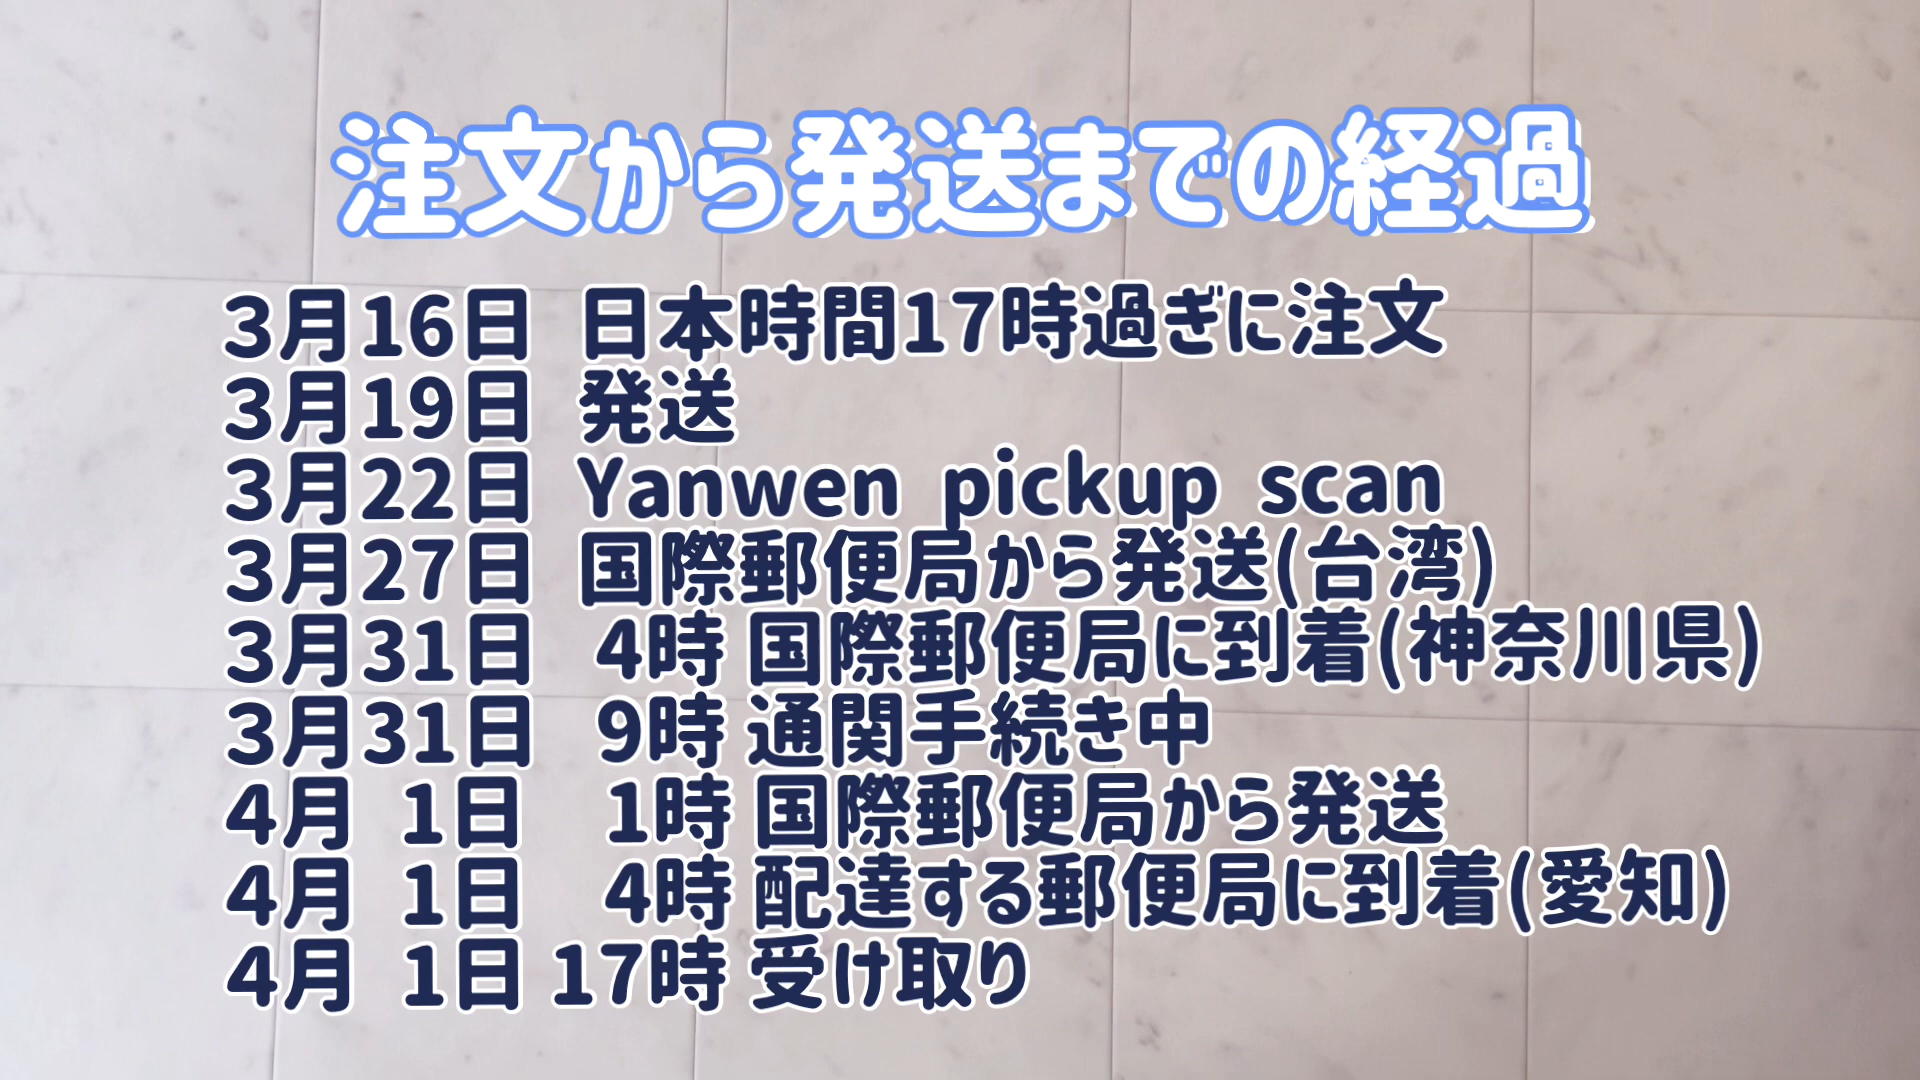 注文から発送までの経過
3月16日 日本時間17時過ぎに注文
3月19日 発送
3月22日 Yanwen pickup scan
3月27日 国際郵便局から発送(台湾)
3月31日 4時 国際郵便局に到着(神奈川県)
3月31日 9時 通関手続き中
4月 1日 1時 国際郵便局から発送
4月 1日 4時 配達する郵便局に到着(愛知)
4月 1日 17時 受け取り